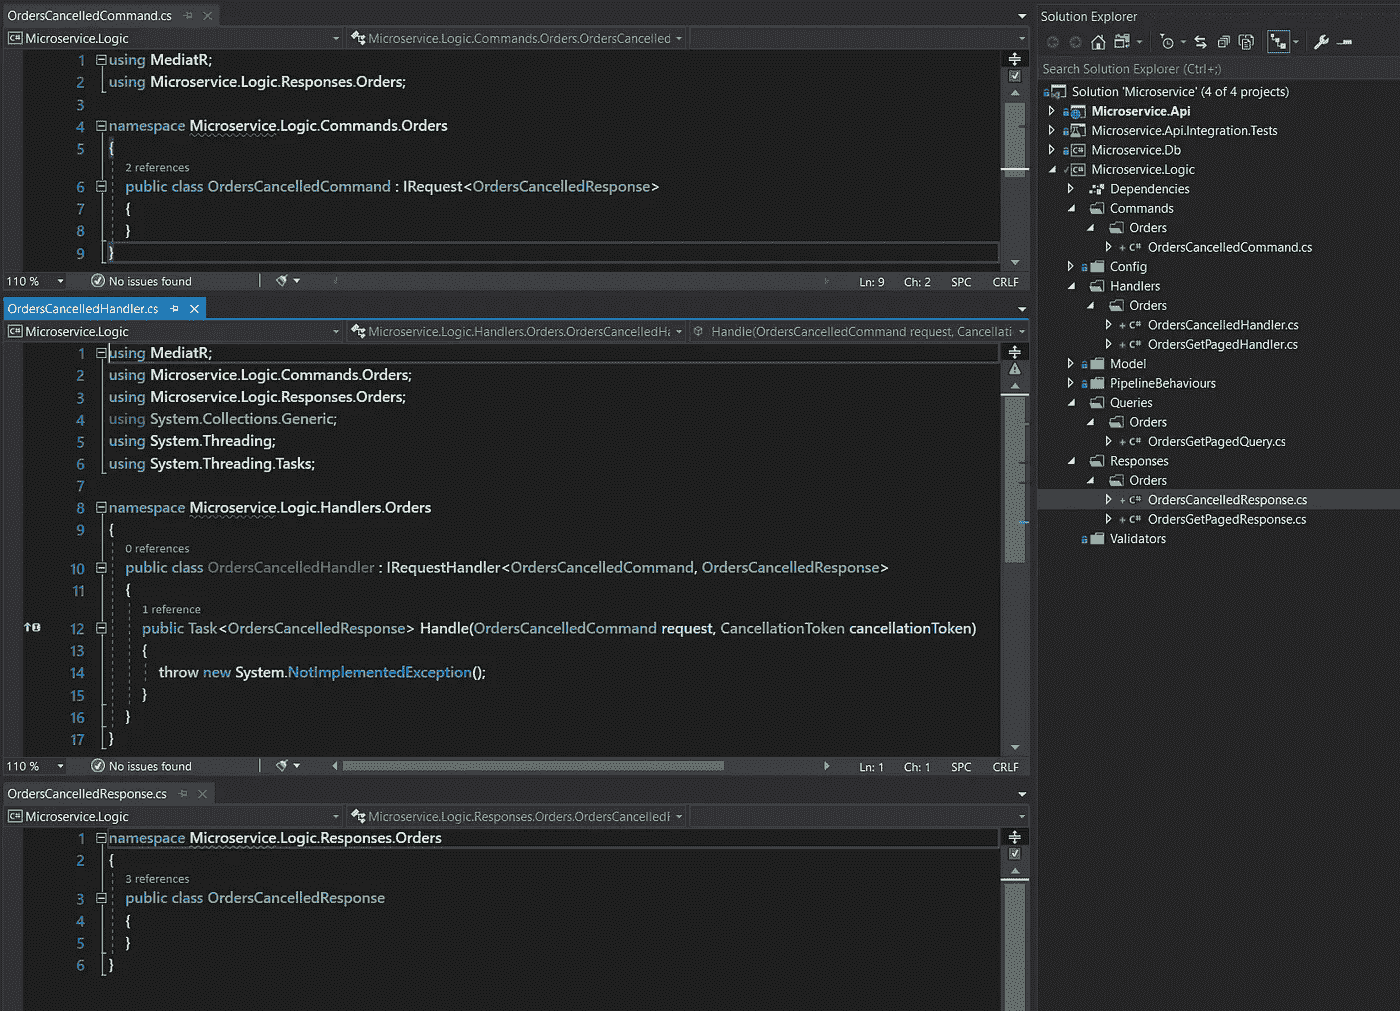 OrdersCancelledCommand.cs
C# Microservice.Logic
Microservice.Logic.Commands.Orders.OrdersCancelled
1 using MediatR;
2 using Microservice.Logic.Responses.Orders;
3
4 namespace Microservice.Logic.Commands.Orders
5 {
2 references
6 public class OrdersCancelledCommand : IRequest<OrdersCancelledResponse>
7 {
8 }
9 }
110 % No issues found Ln: 9 Ch: 2 SPC CRLF
OrdersCancelledHandler.cs
C# Microservice.Logic
Microservice.Logic.Handlers.Orders.OrdersCancelledHa
Handle(OrdersCancelledCommand request, Cancellati
1 using MediatR;
2 using Microservice.Logic.Commands.Orders;
3 using Microservice.Logic.Responses.Orders;
4 using System.Collections.Generic;
5 using System.Threading;
6 using System.Threading.Tasks;
7
8 namespace Microservice.Logic.Handlers.Orders
9 {
0 references
10 public class OrdersCancelledHandler : IRequestHandler<OrdersCancelledCommand, OrdersCancelledResponse>
11 {
1 reference
12 public Task<OrdersCancelledResponse> Handle(OrdersCancelledCommand request, CancellationToken cancellationToken)
13 {
14 throw new System.NotImplementedException();
15 }
16 }
17 }
110 % No issues found Ln: 1 Ch: 1 SPC CRLF
OrdersCancelledResponse.cs
C# Microservice.Logic
Microservice.Logic.Responses.Orders.OrdersCancelledR
1 namespace Microservice.Logic.Responses.Orders
2 {
3 references
3 public class OrdersCancelledResponse
4 {
5 }
6 }
Solution Explorer
Search Solution Explorer (Ctrl+;)
Solution 'Microservice' (4 of 4 projects)
Microservice.Api
Microservice.Api.Integration.Tests
C# Microservice.Db
C# Microservice.Logic
Dependencies
Commands
Orders
+ C# OrdersCancelledCommand.cs
Config
Handlers
Orders
+ C# OrdersCancelledHandler.cs
+ C# OrdersGetPagedHandler.cs
Model
PipelineBehaviours
Queries
Orders
+ C# OrdersGetPagedQuery.cs
Responses
Orders
+ C# OrdersCancelledResponse.cs
+ C# OrdersGetPagedResponse.cs
Validators